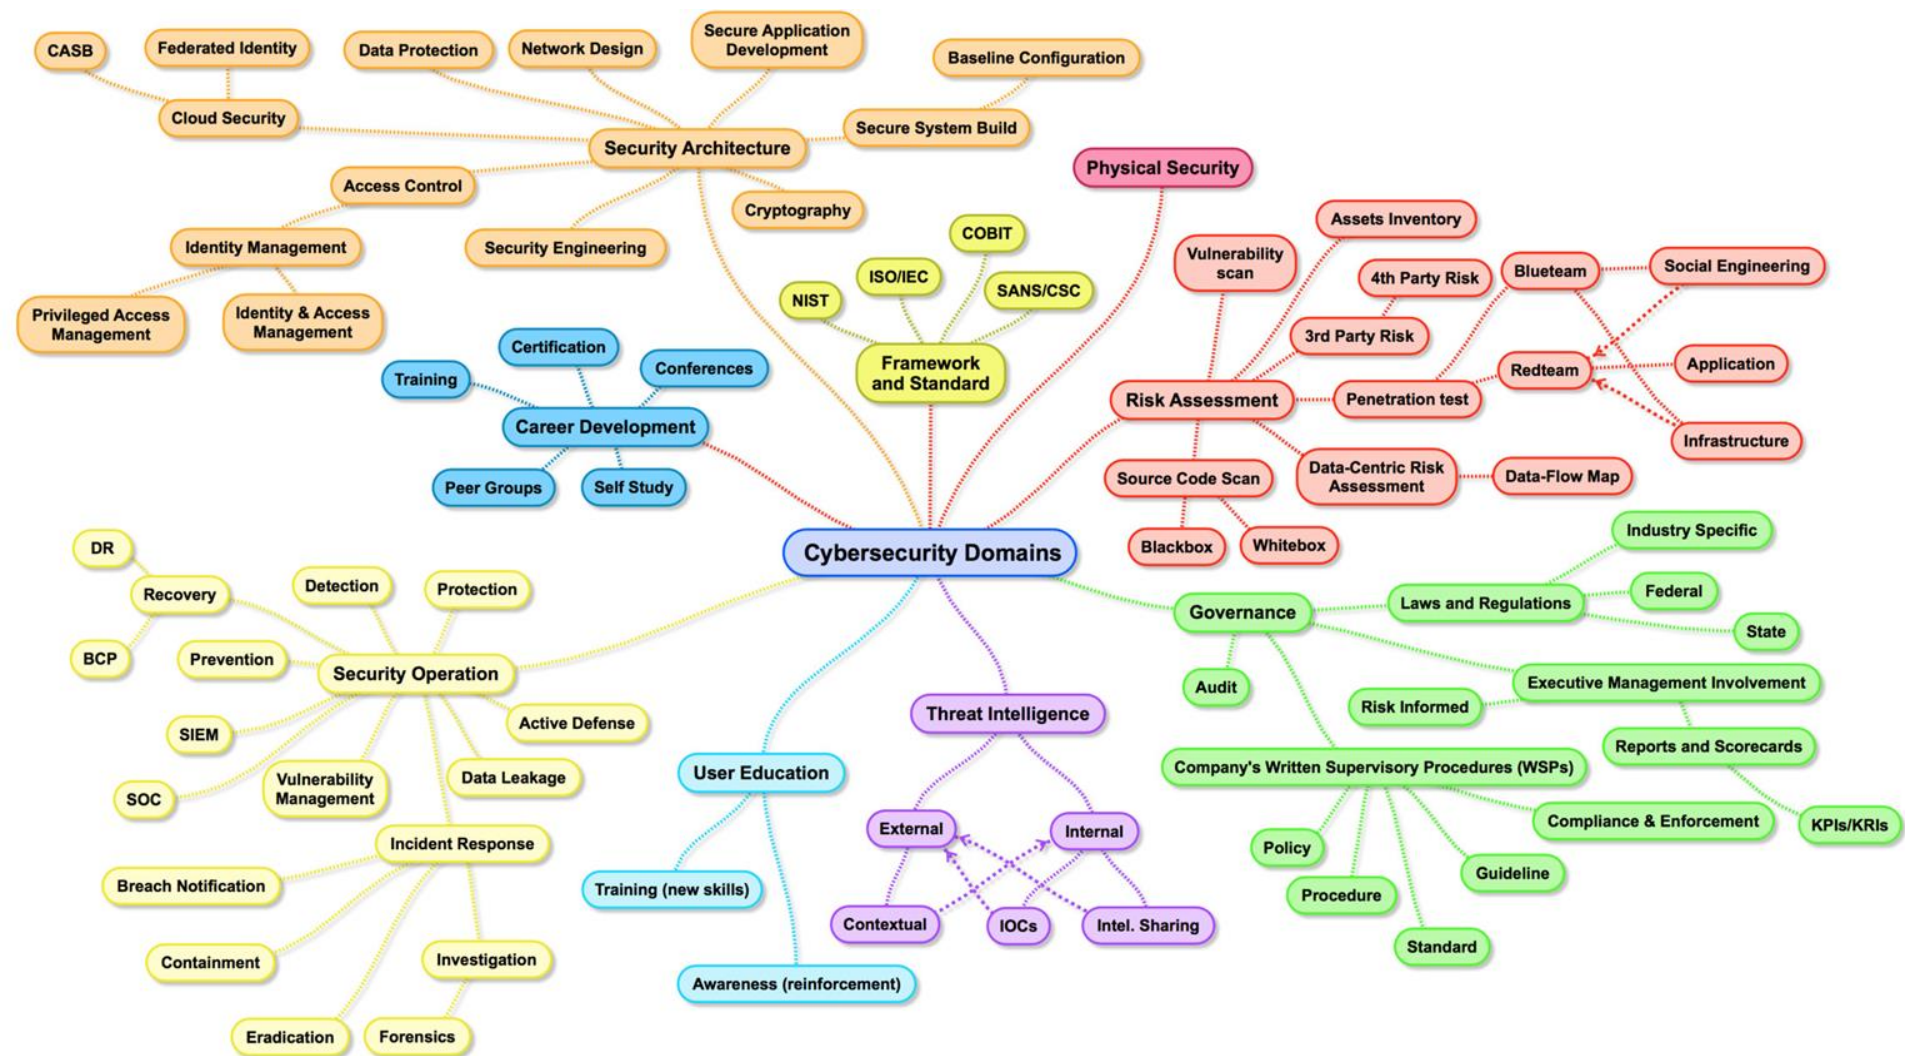 CASB
Federated Identity
Data Protection
Network Design
Secure Application
Development
Baseline Configuration
Cloud Security
Secure System Build
Security Architecture
Access Control
Cryptography
Identity Management
Security Engineering
Privileged Access
Management
Identity & Access
Management
Physical Security
COBIT
ISO/IEC
NIST
SANS/CSC
Framework
and Standard
Certification
Training
Conferences
Career Development
Peer Groups
Self Study
Assets Inventory
Vulnerability
scan
4th Party Risk
Blueteam
Social Engineering
3rd Party Risk
Redteam
Application
Risk Assessment
Penetration test
Infrastructure
Source Code Scan
Data-Centric Risk
Assessment
Data-Flow Map
Blackbox
Whitebox
Cybersecurity Domains
DR
Recovery
Detection
Protection
BCP
Prevention
Security Operation
SIEM
Active Defense
SOC
Vulnerability
Management
Data Leakage
Incident Response
Breach Notification
Containment
Investigation
Eradication
Forensics
User Education
Training (new skills)
Awareness (reinforcement)
Threat Intelligence
External
Internal
Contextual
IOCs
Intel. Sharing
Industry Specific
Governance
Laws and Regulations
Federal
State
Audit
Executive Management Involvement
Risk Informed
Reports and Scorecards
Company's Written Supervisory Procedures (WSPs)
Compliance & Enforcement
KPIs/KRIs
Policy
Procedure
Guideline
Standard